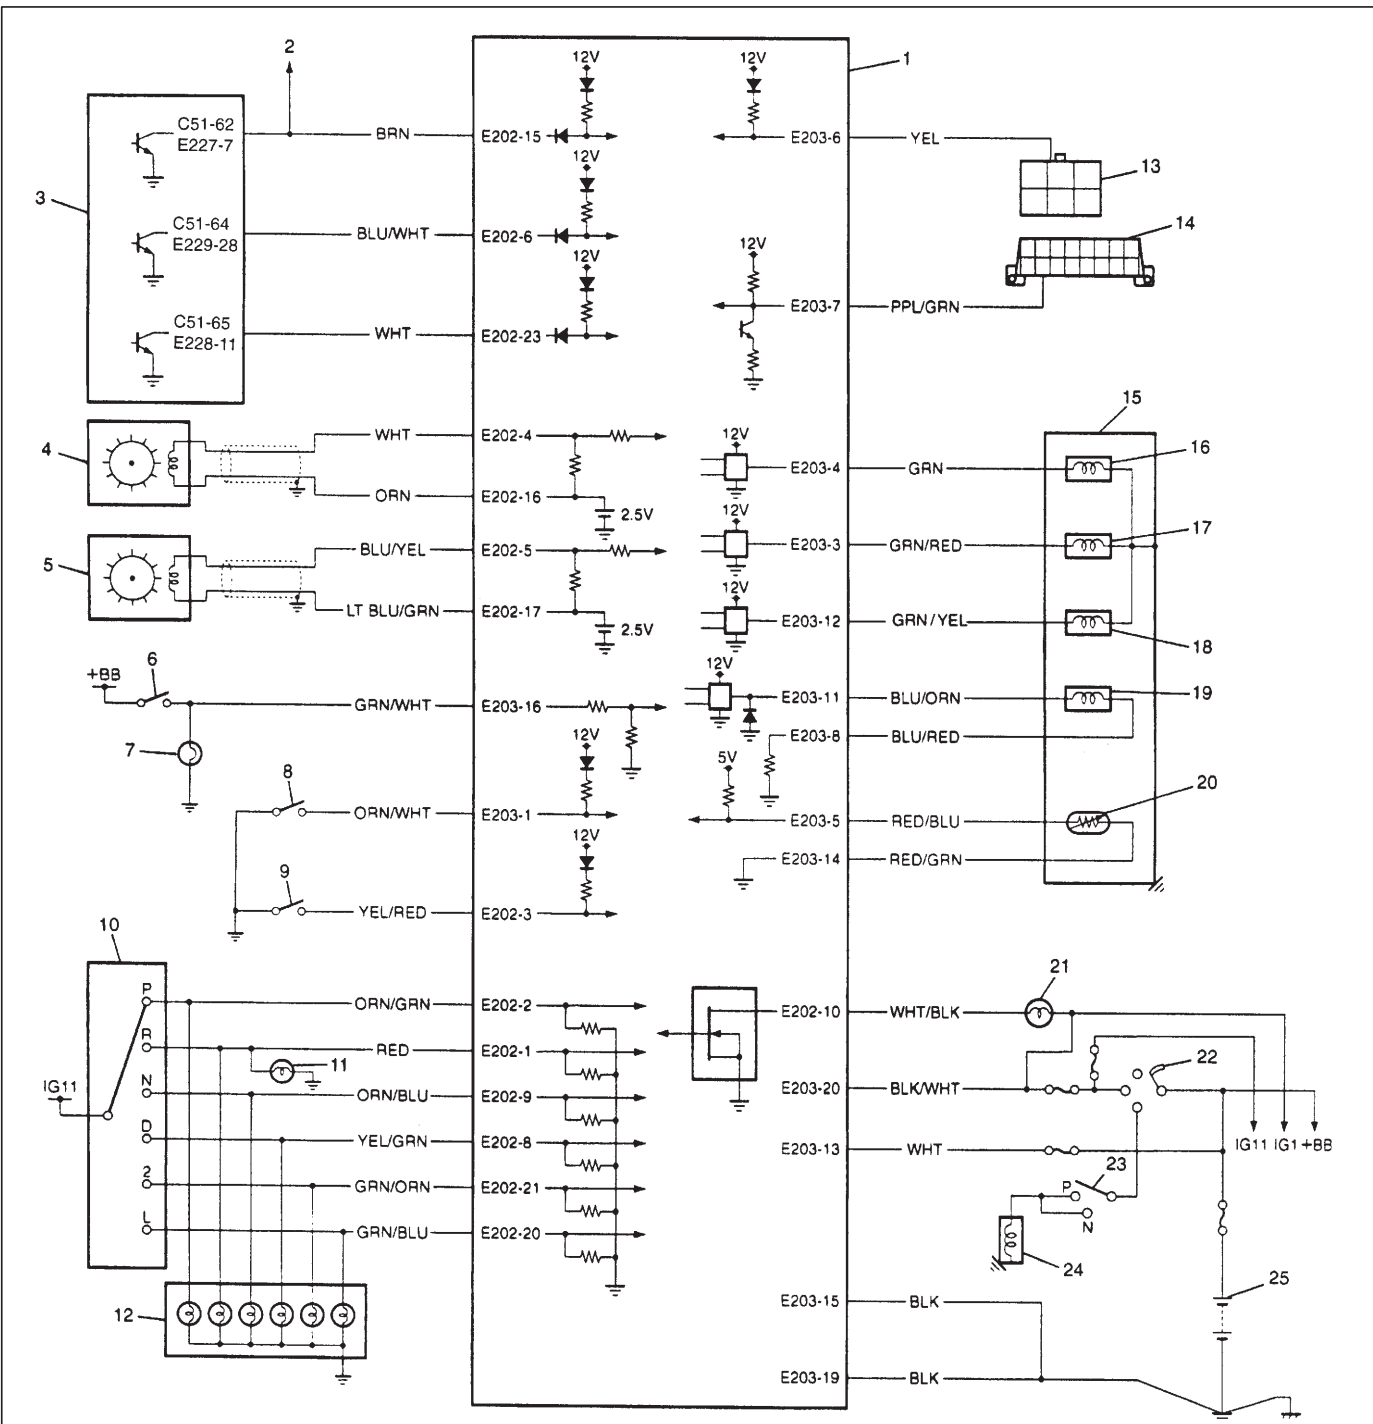 2
12V
12V
1
C51-62
E227-7
BRN
E202-15
E203-6
YEL
13
12V
3
C51-64
E229-28
BLU/WHT
E202-6
14
12V
12V
E203-7
PPL/GRN
C51-65
E228-11
WHT
E202-23
15
4
WHT
E202-4
12V
E203-4
GRN
16
ORN
E202-16
2.5V
12V
17
5
BLU/YEL
E202-5
E203-3
GRN/RED
12V
LT BLU/GRN
E202-17
2.5V
E203-12
GRN/YEL
18
+BB
6
12V
GRN/WHT
E203-16
E203-11
BLU/ORN
19
7
12V
E203-8
BLU/RED
5V
8
ORN/WHT
E203-1
20
E203-5
RED/BLU
12V
E203-14
RED/GRN
9
YEL/RED
E202-3
10
21
P
ORN/GRN
E202-2
E202-10
WHT/BLK
R
RED
E202-1
11
22
IG11
N
ORN/BLU
E202-9
E203-20
BLK/WHT
D
YEL/GRN
E202-8
IG11 IG1 +BB
E203-13
WHT
2
GRN/ORN
E202-21
P
23
N
L
GRN/BLU
E202-20
24
25
12
E203-15
BLK
E203-19
BLK